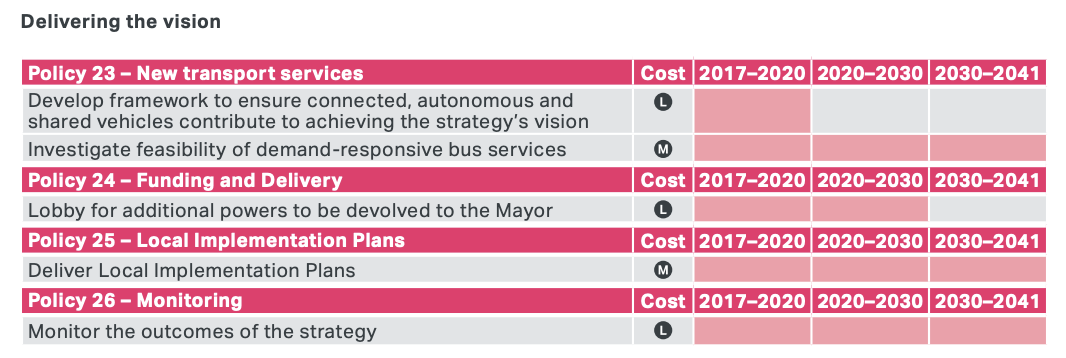 Delivering the vision
Policy 23 – New transport services Cost 2017–2020 2020–2030 2030–2041
Develop framework to ensure connected, autonomous and L
shared vehicles contribute to achieving the strategy's vision
Investigate feasibility of demand-responsive bus services M
Policy 24 – Funding and Delivery Cost 2017–2020 2020–2030 2030–2041
Lobby for additional powers to be devolved to the Mayor L
Policy 25 – Local Implementation Plans Cost 2017–2020 2020–2030 2030–2041
Deliver Local Implementation Plans M
Policy 26 – Monitoring Cost 2017–2020 2020–2030 2030–2041
Monitor the outcomes of the strategy L